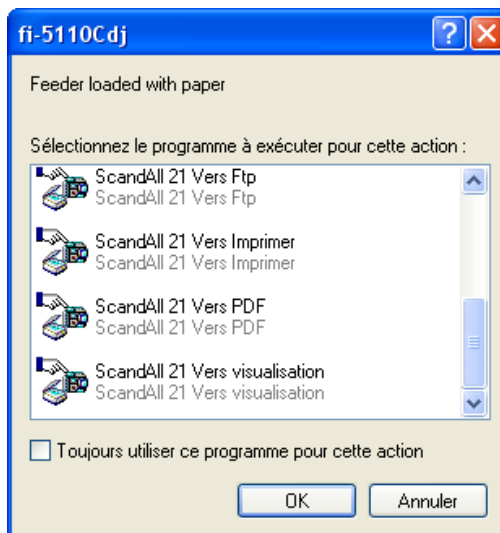 fi-5110Cdj
Feeder loaded with paper
Sélectionnez le programme à exécuter pour cette action :
ScandAll 21 Vers Ftp
ScandAll 21 Vers Ftp
ScandAll 21 Vers Imprimer
ScandAll 21 Vers Imprimer
ScandAll 21 Vers PDF
ScandAll 21 Vers PDF
ScandAll 21 Vers visualisation
ScandAll 21 Vers visualisation
Toujours utiliser ce programme pour cette action
OK Annuler